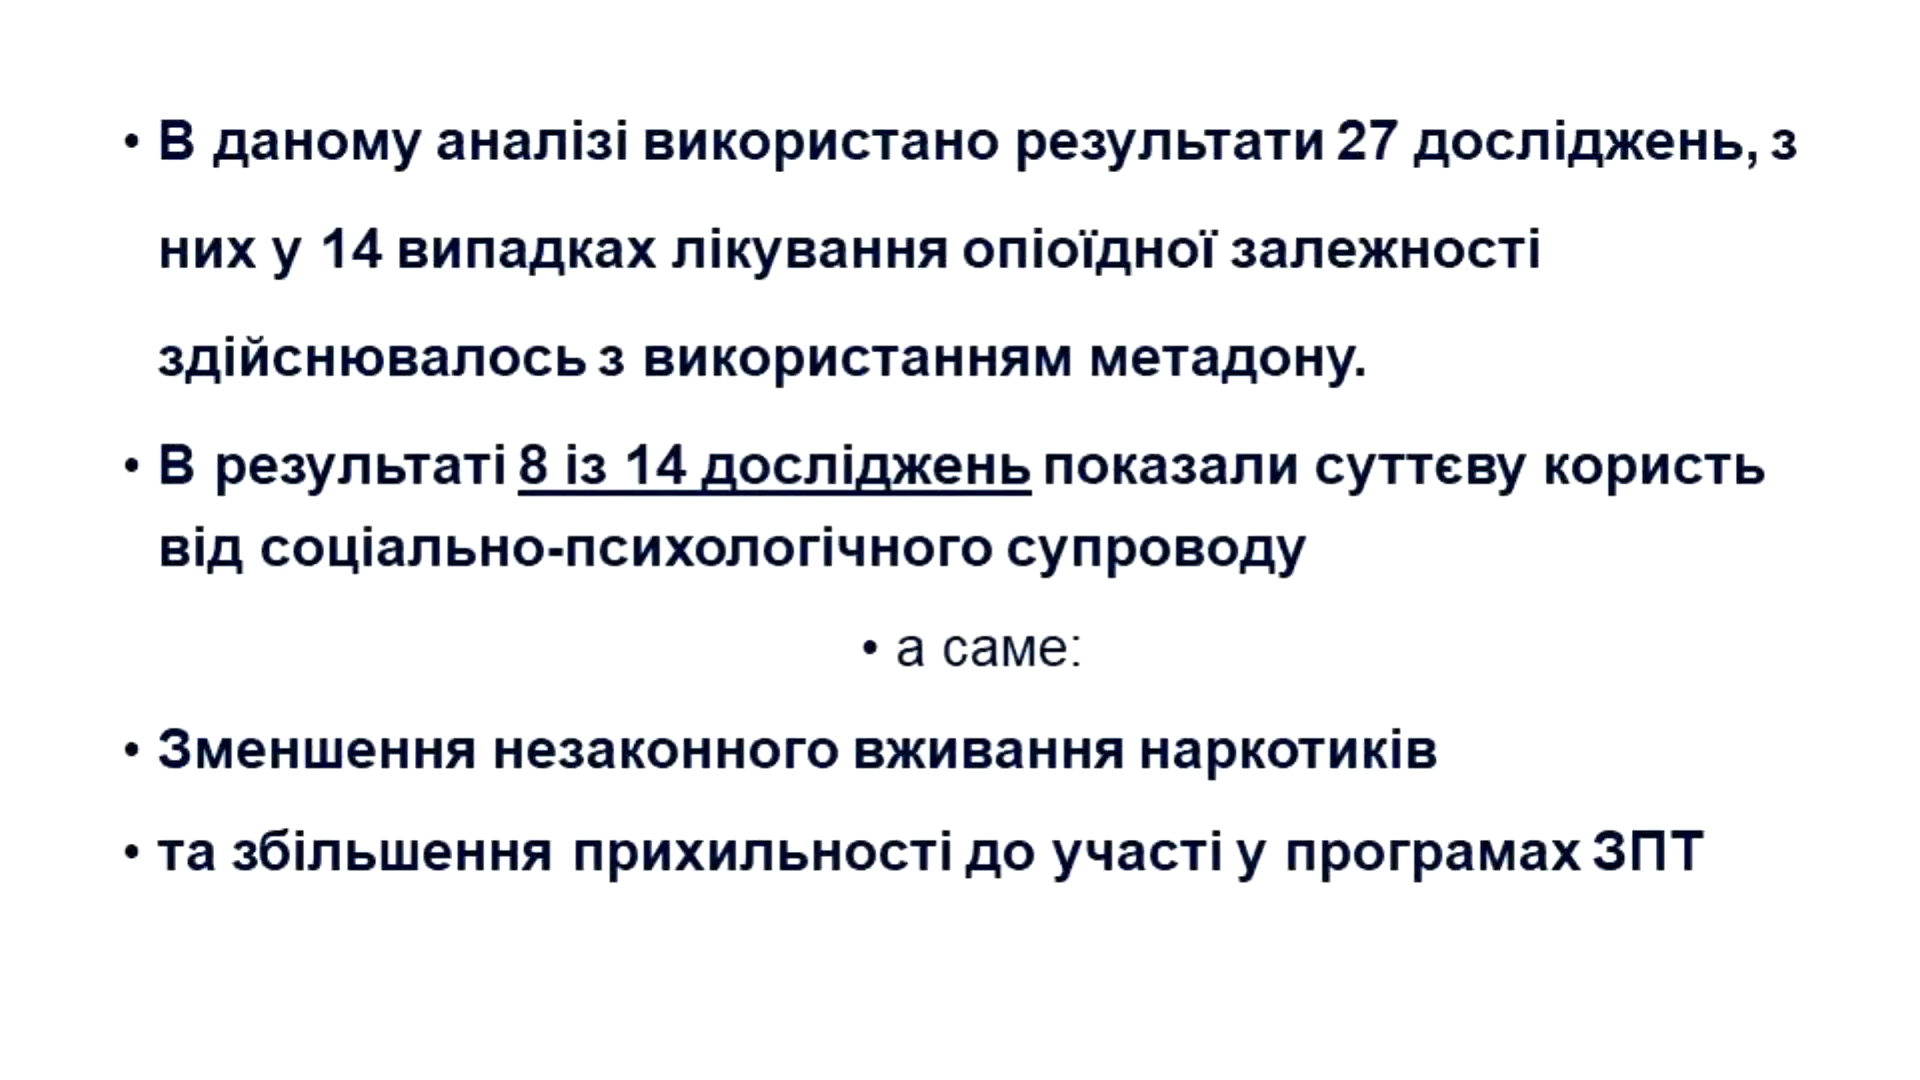 • В даному аналізі використано результати 27 досліджень, з
них у 14 випадках лікування опіоїдної залежності
здійснювалось з використанням метадону.
• В результаті 8 із 14 досліджень показали суттєву користь
від соціально-психологічного супроводу
• а саме:
• Зменшення незаконного вживання наркотиків
• та збільшення прихильності до участі у програмах ЗПТ